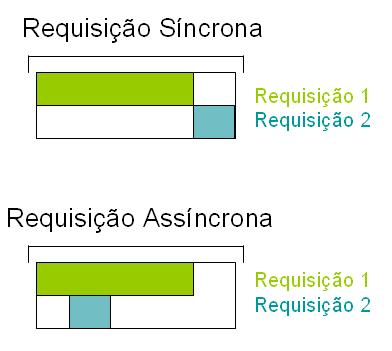 Requisição Síncrona
Requisição 1
Requisição 2
Requisição Assíncrona
Requisição 1
Requisição 2